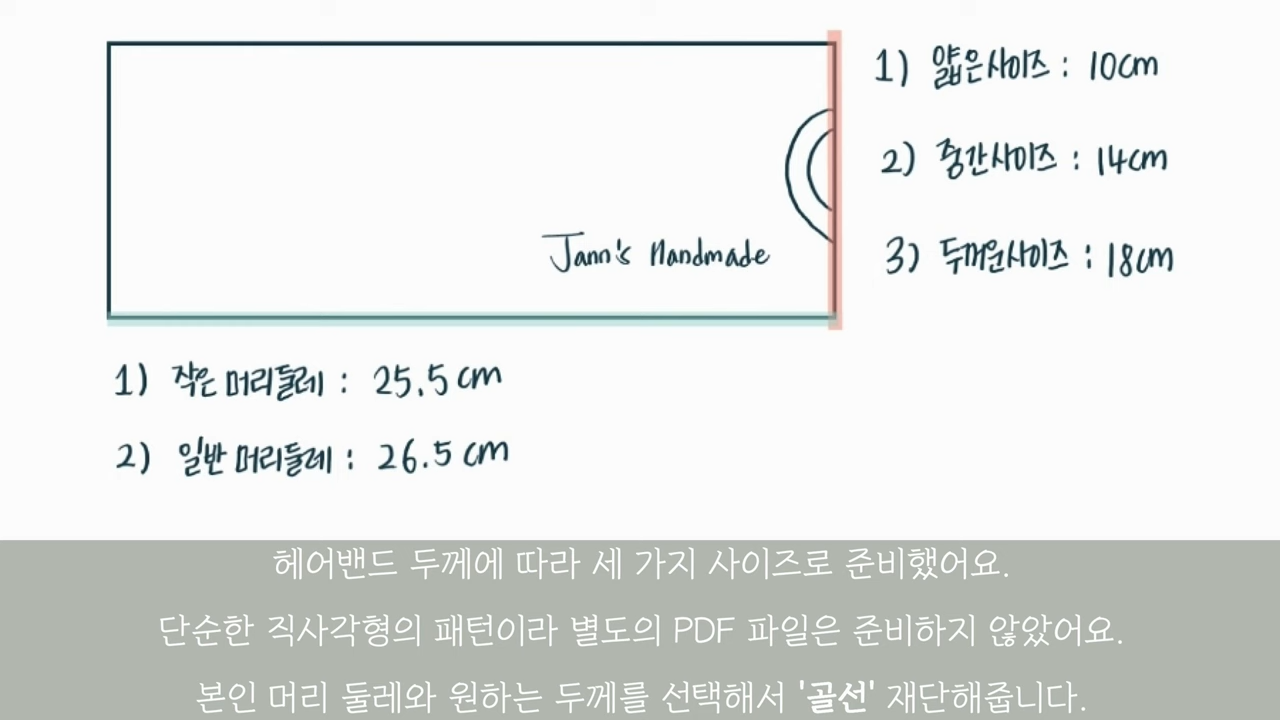 1) 얇은사이즈 : 10cm
2) 중간사이즈 : 14cm
3) 두꺼운사이즈 : 18cm
Jann's Handmade
1) 작은 머리둘레 : 25.5 cm
2) 일반 머리둘레 : 26.5 cm
헤어밴드 두께에 따라 세 가지 사이즈로 준비했어요.
단순한 직사각형의 패턴이라 별도의 PDF 파일은 준비하지 않았어요.
본인 머리 둘레와 원하는 두께를 선택해서 '골선' 재단해줍니다.